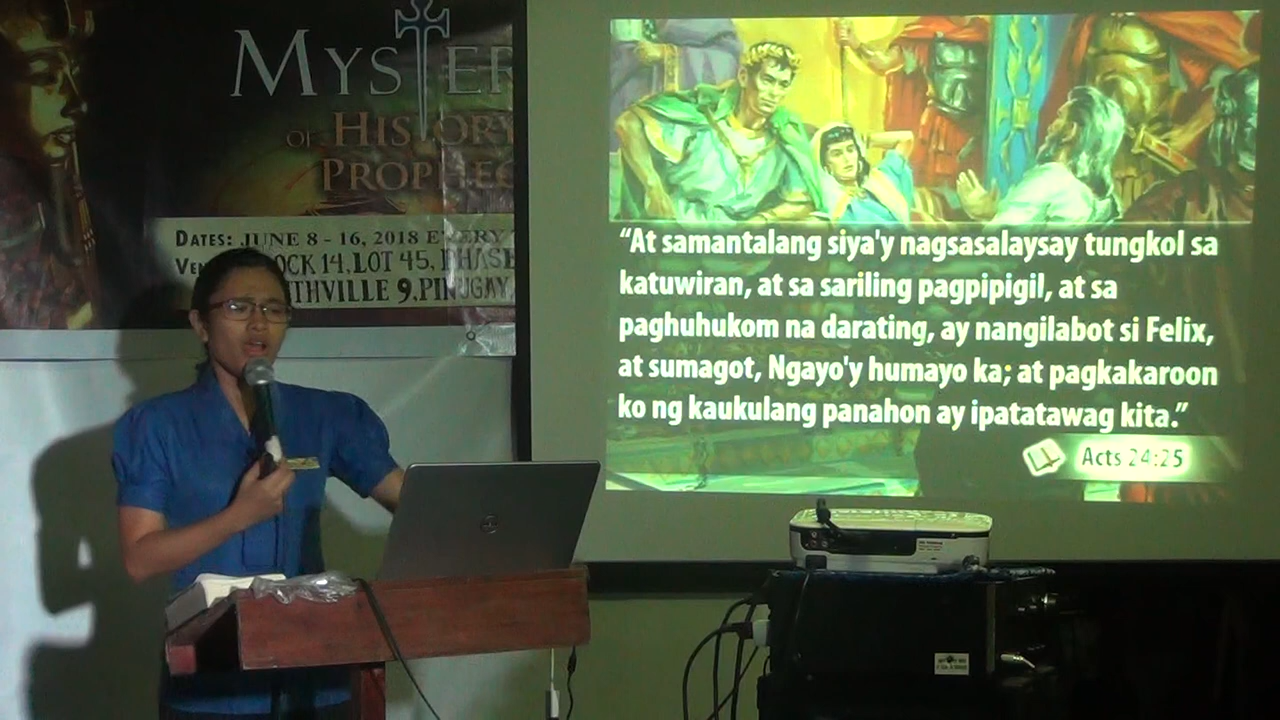 MYSTER
OF HISTORY
PROPHEC
DATES: JUNE 8 - 16, 2018 EVERY
OCK 14, LOT 45, PHASE
THVILLE 9, PINUGAY
“At samantalang siya'y nagsasalaysay tungkol sa
katuwiran, at sa sariling pagpipigil, at sa
paghuhukom na darating, ay nangilabot si Felix,
at sumagot, Ngayo'y humayo ka; at pagkakaroon
ko ng kaukulang panahon ay ipatatawag kita.”
Acts 24:25
DELL